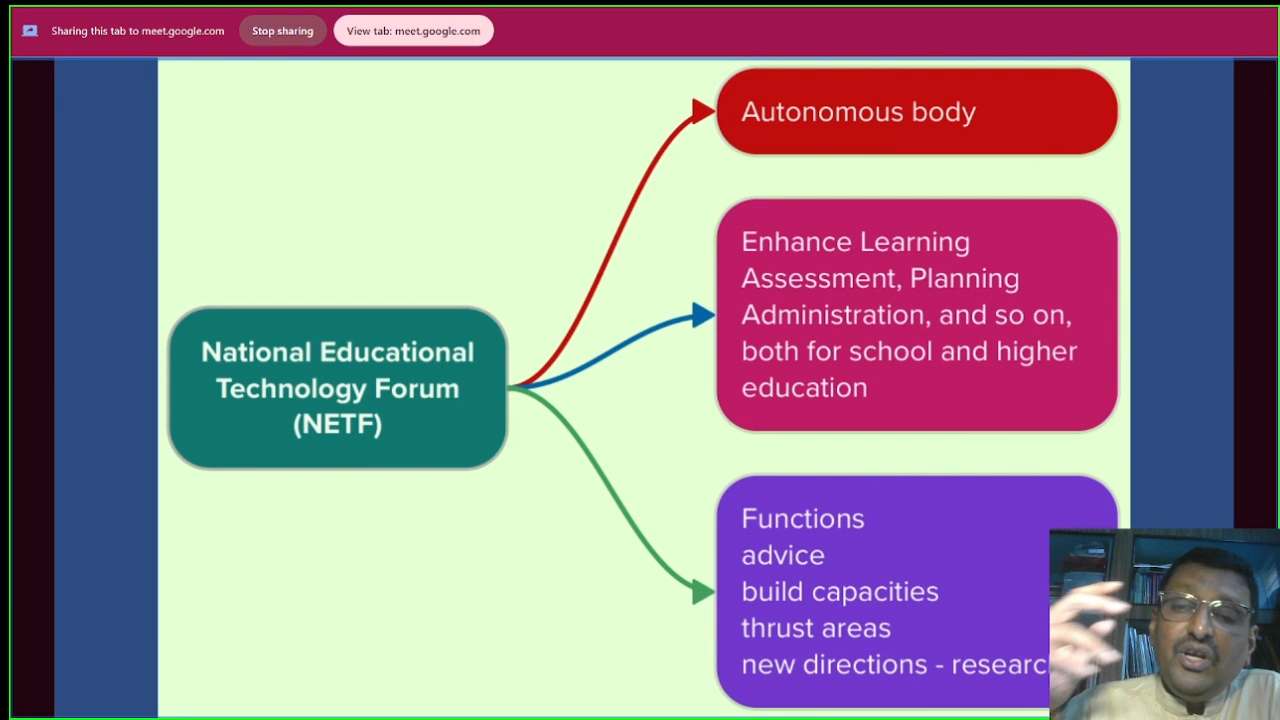 Sharing this tab to meet.google.com
Stop sharing
View tab: meet.google.com
Autonomous body
Enhance Learning
Assessment, Planning
Administration, and so on,
both for school and higher
education
National Educational
Technology Forum
(NETF)
Functions
advice
build capacities
thrust areas
new directions -